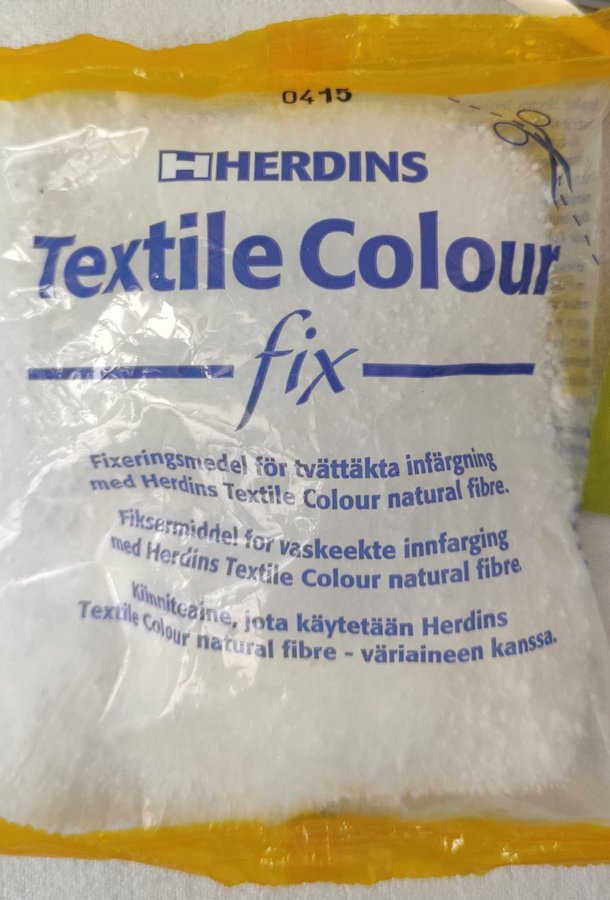 0415
HERDINS
Textile Colour
fix
Fixeringsmedel för tvättäkta infärgning
med Herdins Textile Colour natural fibre.
Fiksermiddel for vaskeekte innfarging
med Herdins Textile Colour natural fibre
Kiinniteaine, jota käytetään Herdins
Textile Colour natural fibre - väriaineen kanssa.